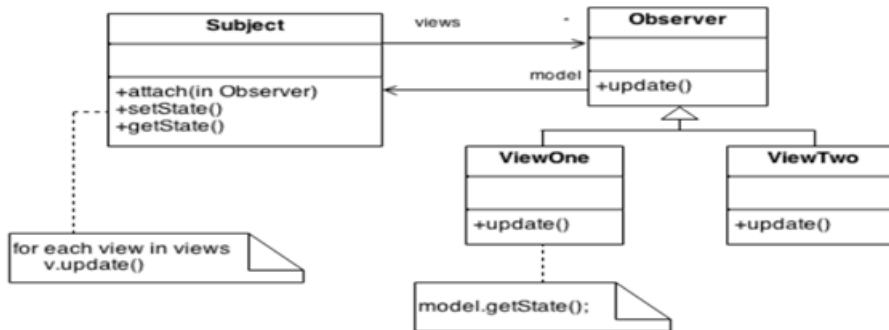 Subject
views
Observer
model
+attach(in Observer)
+setState()
+getState()
+update()
ViewOne
ViewTwo
+update()
+update()
for each view in views
v.update()
model.getState();